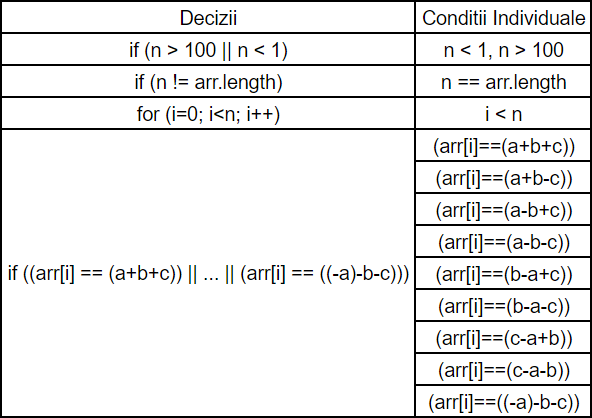 Decizii
Conditii Individuale
if (n > 100 || n < 1)
n < 1, n > 100
if (n != arr.length)
n == arr.length
for (i=0; i<n; i++)
i < n
if ((arr[i] == (a+b+c)) || ... || (arr[i] == ((-a)-b-c)))
(arr[i]==(a+b+c))
(arr[i]==(a+b-c))
(arr[i]==(a-b+c))
(arr[i]==(a-b-c))
(arr[i]==(b-a+c))
(arr[i]==(b-a-c))
(arr[i]==(c-a+b))
(arr[i]==(c-a-b))
(arr[i]==((-a)-b-c))